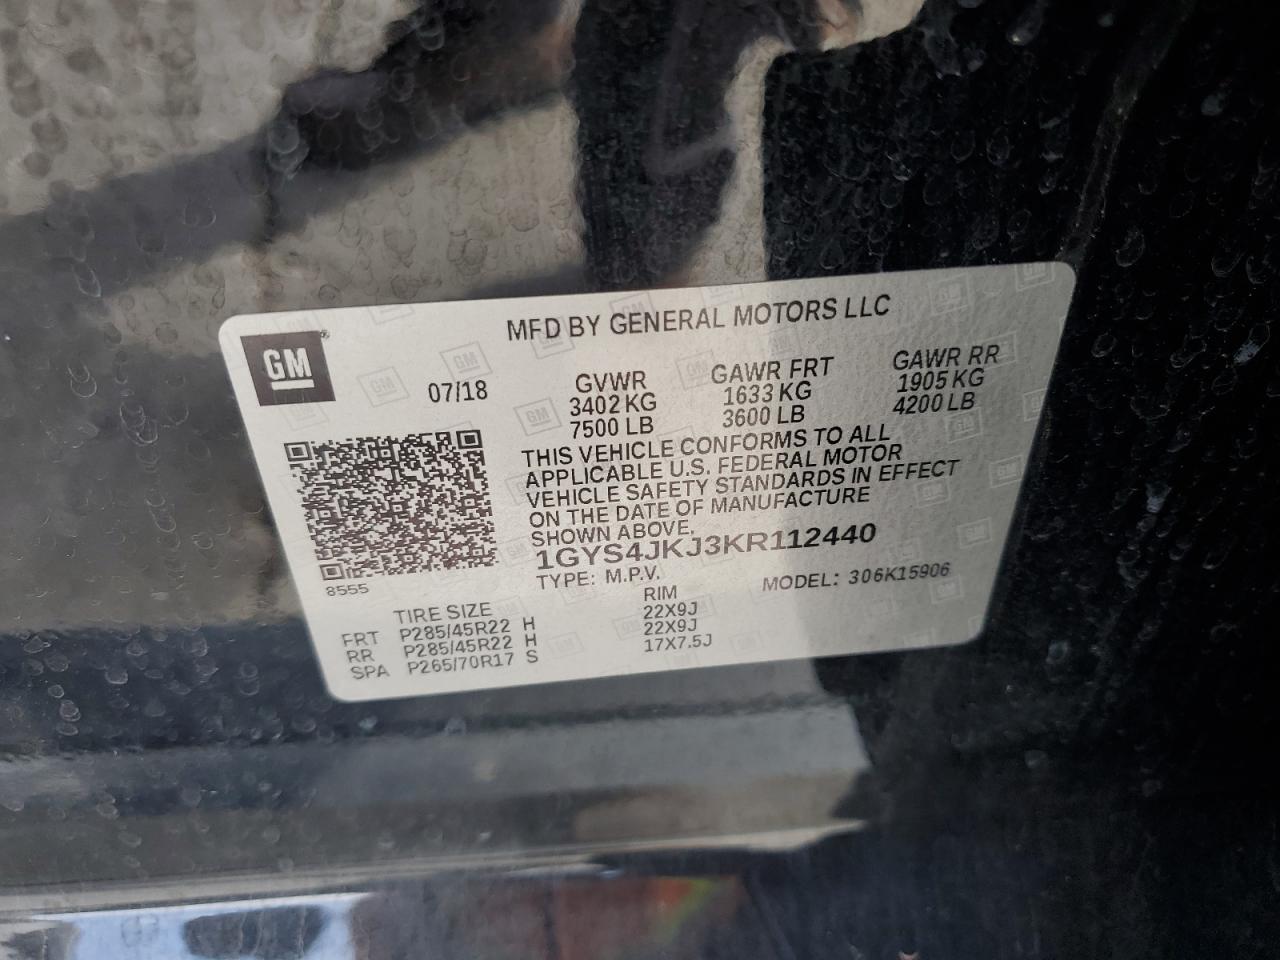 GM
MFD BY GENERAL MOTORS LLC
07/18
GVWR GAWR FRT GAWR RR
3402 KG 1633 KG 1905 KG
7500 LB 3600 LB 4200 LB
THIS VEHICLE CONFORMS TO ALL
APPLICABLE U.S. FEDERAL MOTOR
VEHICLE SAFETY STANDARDS IN EFFECT
ON THE DATE OF MANUFACTURE
SHOWN ABOVE.
1GYS4JKJ3KR112440
8555
TYPE: M.P.V. MODEL: 306K15906
TIRE SIZE RIM
FRT P285/45R22 H 22X9J
RR P285/45R22 H 22X9J
SPA P265/70R17 S 17X7.5J